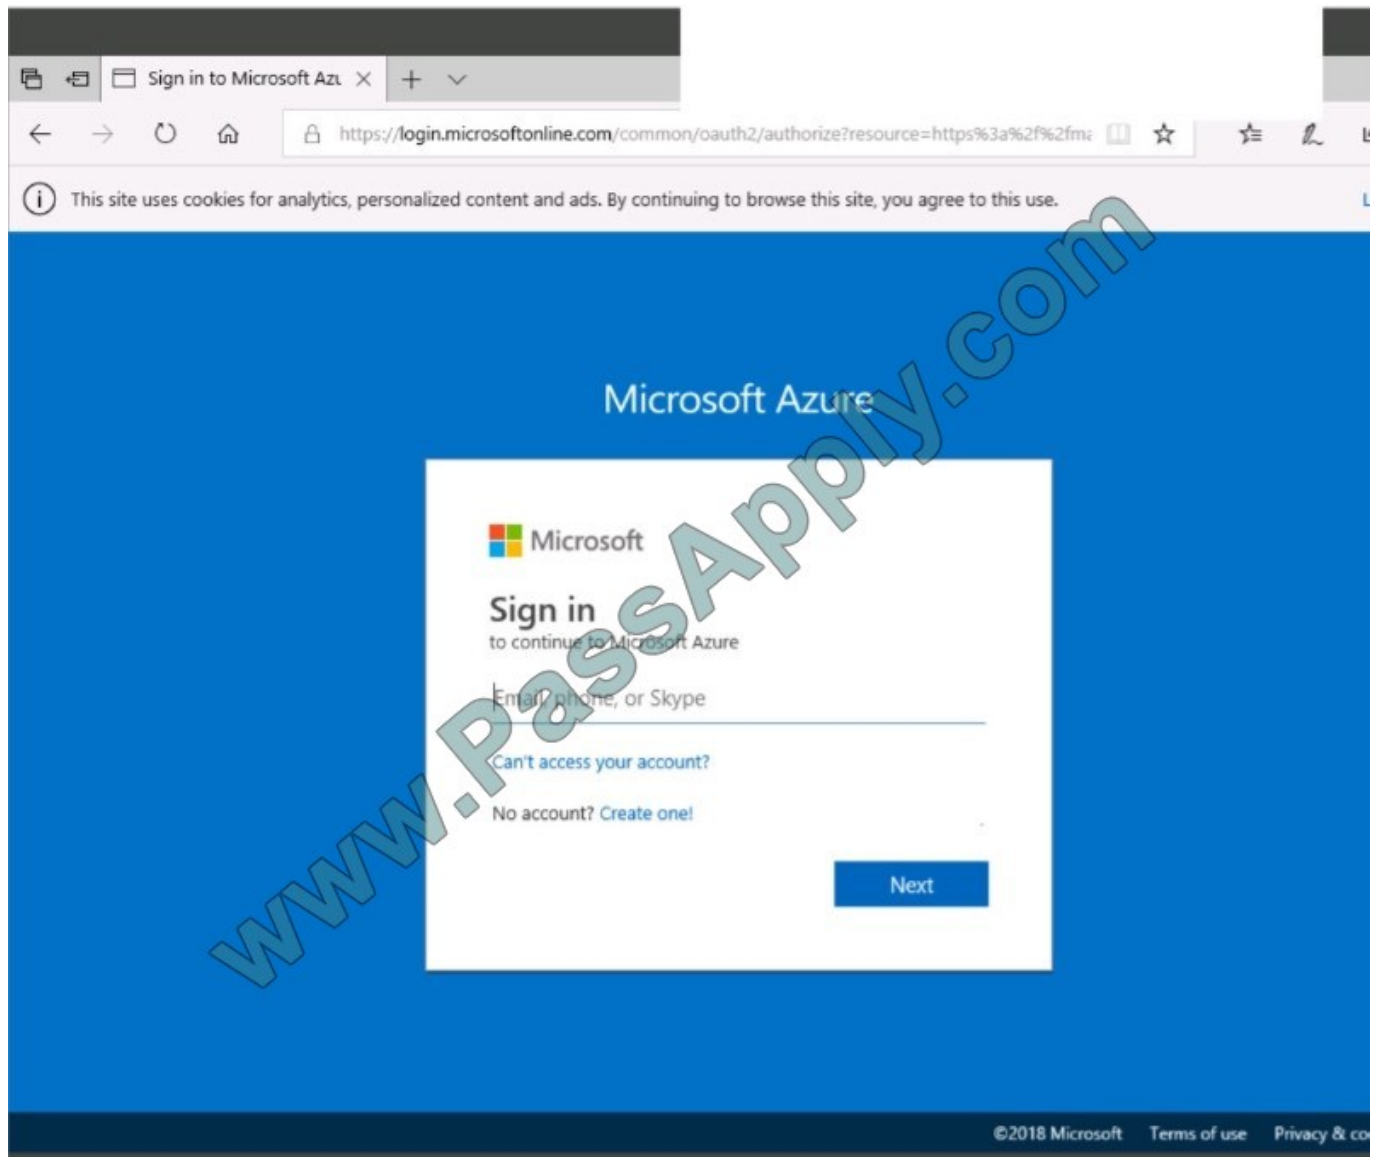 Sign in to Microsoft Azu
https://login.microsoftonline.com/common/oauth2/authorize?resource=https%3a%2f%2fma
This site uses cookies for analytics, personalized content and ads. By continuing to browse this site, you agree to this use.
L
Microsoft Azure
Microsoft
Sign in
to continue to Microsoft Azure
Email, phone, or Skype
Can't access your account?
No account? Create one!
Next
www.PassApply.com
©2018 Microsoft Terms of use Privacy & co